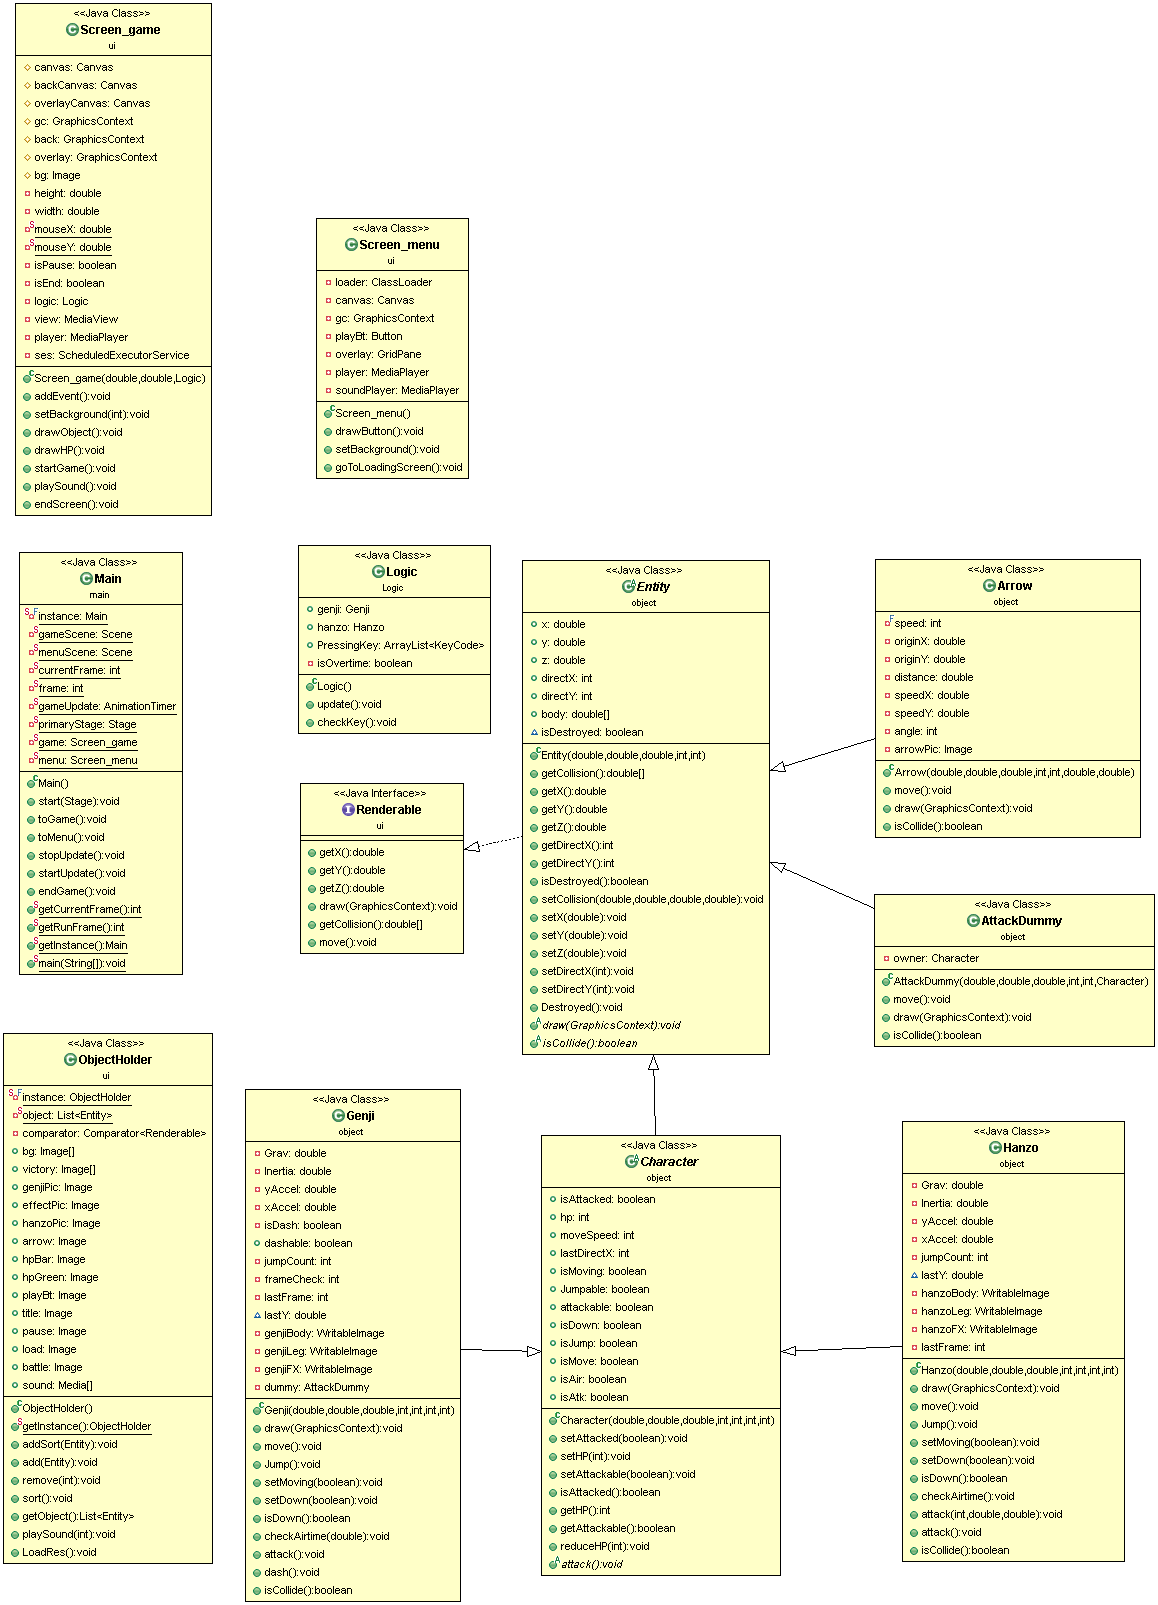 <<Java Class>>
Screen_game
ui
canvas: Canvas
backCanvas: Canvas
overlayCanvas: Canvas
gc: GraphicsContext
back: GraphicsContext
overlay: GraphicsContext
bg: Image
height: double
width: double
mouseX: double
mouseY: double
isPause: boolean
isEnd: boolean
logic: Logic
view: MediaView
player: MediaPlayer
ses: ScheduledExecutorService
Screen_game(double,double,Logic)
addEvent():void
setBackground(int):void
drawObject():void
drawHP():void
startGame():void
playSound():void
endScreen():void
<<Java Class>>
Screen_menu
ui
loader: ClassLoader
canvas: Canvas
gc: GraphicsContext
playBt: Button
overlay: GridPane
player: MediaPlayer
soundPlayer: MediaPlayer
Screen_menu()
drawButton():void
setBackground():void
goToLoadingScreen():void
<<Java Class>>
Main
main
instance: Main
gameScene: Scene
menuScene: Scene
currentFrame: int
frame: int
gameUpdate: AnimationTimer
primaryStage: Stage
game: Screen_game
menu: Screen_menu
Main()
start(Stage):void
toGame():void
toMenu():void
stopUpdate():void
startUpdate():void
endGame():void
getCurrentFrame():int
getRunFrame():int
getInstance():Main
main(String[]):void
<<Java Class>>
Logic
Logic
genji: Genji
hanzo: Hanzo
PressingKey: ArrayList<KeyCode>
isOvertime: boolean
Logic()
update():void
checkKey():void
<<Java Interface>>
Renderable
ui
getX():double
getY():double
getZ():double
draw(GraphicsContext):void
getCollision():double[]
move():void
<<Java Class>>
Entity
object
x: double
y: double
z: double
directX: int
directY: int
body: double[]
isDestroyed: boolean
Entity(double,double,double,int,int)
getCollision():double[]
getX():double
getY():double
getZ():double
getDirectX():int
getDirectY():int
isDestroyed():boolean
setCollision(double,double,double,double):void
setX(double):void
setY(double):void
setZ(double):void
setDirectX(int):void
setDirectY(int):void
Destroyed():void
draw(GraphicsContext):void
isCollide():boolean
<<Java Class>>
Arrow
object
speed: int
originX: double
originY: double
distance: double
speedX: double
speedY: double
angle: int
arrowPic: Image
Arrow(double,double,double,int,int,double,double)
move():void
draw(GraphicsContext):void
isCollide():boolean
<<Java Class>>
AttackDummy
object
owner: Character
AttackDummy(double,double,double,int,int,Character)
move():void
draw(GraphicsContext):void
isCollide():boolean
<<Java Class>>
ObjectHolder
ui
instance: ObjectHolder
object: List<Entity>
comparator: Comparator<Renderable>
bg: Image[]
victory: Image[]
genjiPic: Image
effectPic: Image
hanzoPic: Image
arrow: Image
hpBar: Image
hpGreen: Image
playBt: Image
title: Image
pause: Image
load: Image
battle: Image
sound: Media[]
ObjectHolder()
getInstance():ObjectHolder
addSort(Entity):void
add(Entity):void
remove(int):void
sort():void
getObject():List<Entity>
playSound(int):void
LoadRes():void
<<Java Class>>
Genji
object
Grav: double
Inertia: double
yAccel: double
xAccel: double
isDash: boolean
dashable: boolean
jumpCount: int
frameCheck: int
lastFrame: int
lastY: double
genjiBody: WritableImage
genjiLeg: WritableImage
genjiFX: WritableImage
dummy: AttackDummy
Genji(double,double,double,int,int,int,int)
draw(GraphicsContext):void
move():void
Jump():void
setMoving(boolean):void
setDown(boolean):void
isDown():boolean
checkAirtime(double):void
attack():void
dash():void
isCollide():boolean
<<Java Class>>
Character
object
isAttacked: boolean
hp: int
moveSpeed: int
lastDirectX: int
isMoving: boolean
Jumpable: boolean
attackable: boolean
isDown: boolean
isJump: boolean
isMove: boolean
isAir: boolean
isAtk: boolean
Character(double,double,double,int,int,int,int)
setAttacked(boolean):void
setHP(int):void
setAttackable(boolean):void
isAttacked():boolean
getHP():int
getAttackable():boolean
reduceHP(int):void
attack():void
<<Java Class>>
Hanzo
object
Grav: double
Inertia: double
yAccel: double
xAccel: double
jumpCount: int
lastY: double
hanzoBody: WritableImage
hanzoLeg: WritableImage
hanzoFX: WritableImage
lastFrame: int
Hanzo(double,double,double,int,int,int,int)
draw(GraphicsContext):void
move():void
Jump():void
setMoving(boolean):void
setDown(boolean):void
isDown():boolean
checkAirtime():void
attack(int,double,double):void
attack():void
isCollide():boolean